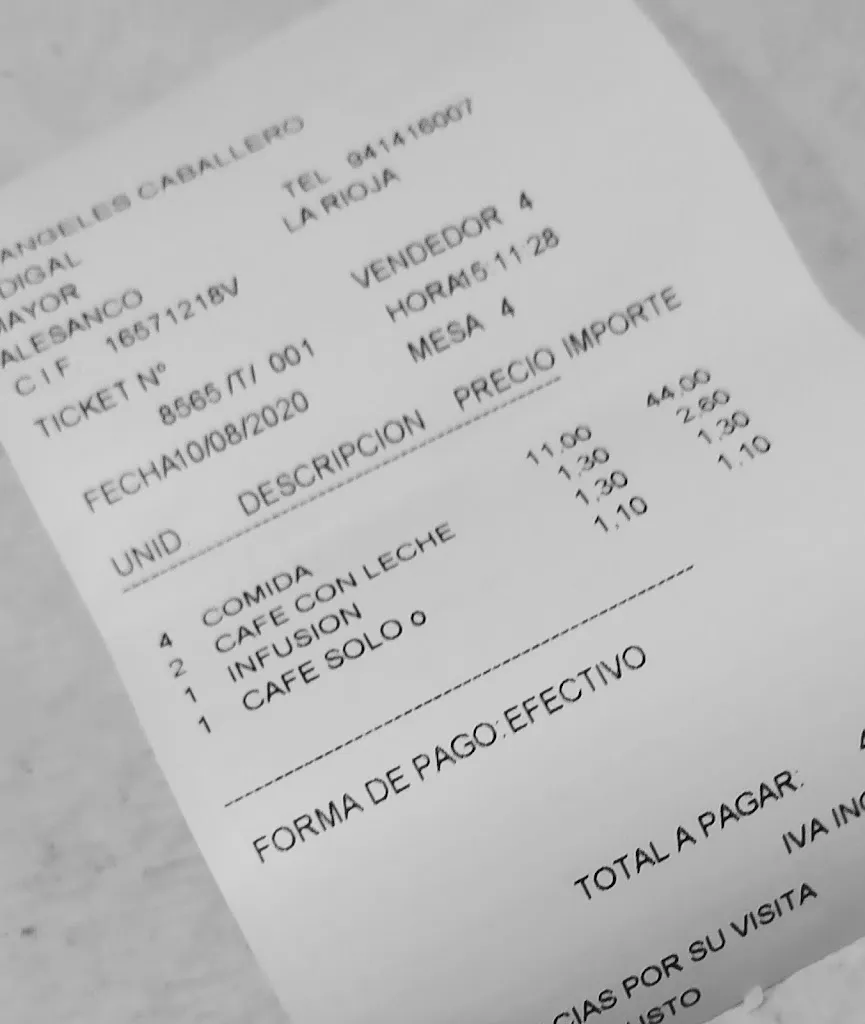 ANGELES CABALLERO
DIGAL TEL 941416007
MAYOR LA RIOJA
ALESANCO
C I F 16571218V VENDEDOR 4
TICKET Nº HORA15:11:28
8565 /T/ 001 MESA 4
FECHA10/08/2020
UNID. DESCRIPCION PRECIO IMPORTE
4 COMIDA 11.00 44.00
2 CAFE CON LECHE 1.30 2.60
1 INFUSION 1.30 1.30
1 CAFE SOLO o 1.10 1.10
FORMA DE PAGO:EFECTIVO
TOTAL A PAGAR: 4
IVA INC
CIAS POR SU VISITA
USTO